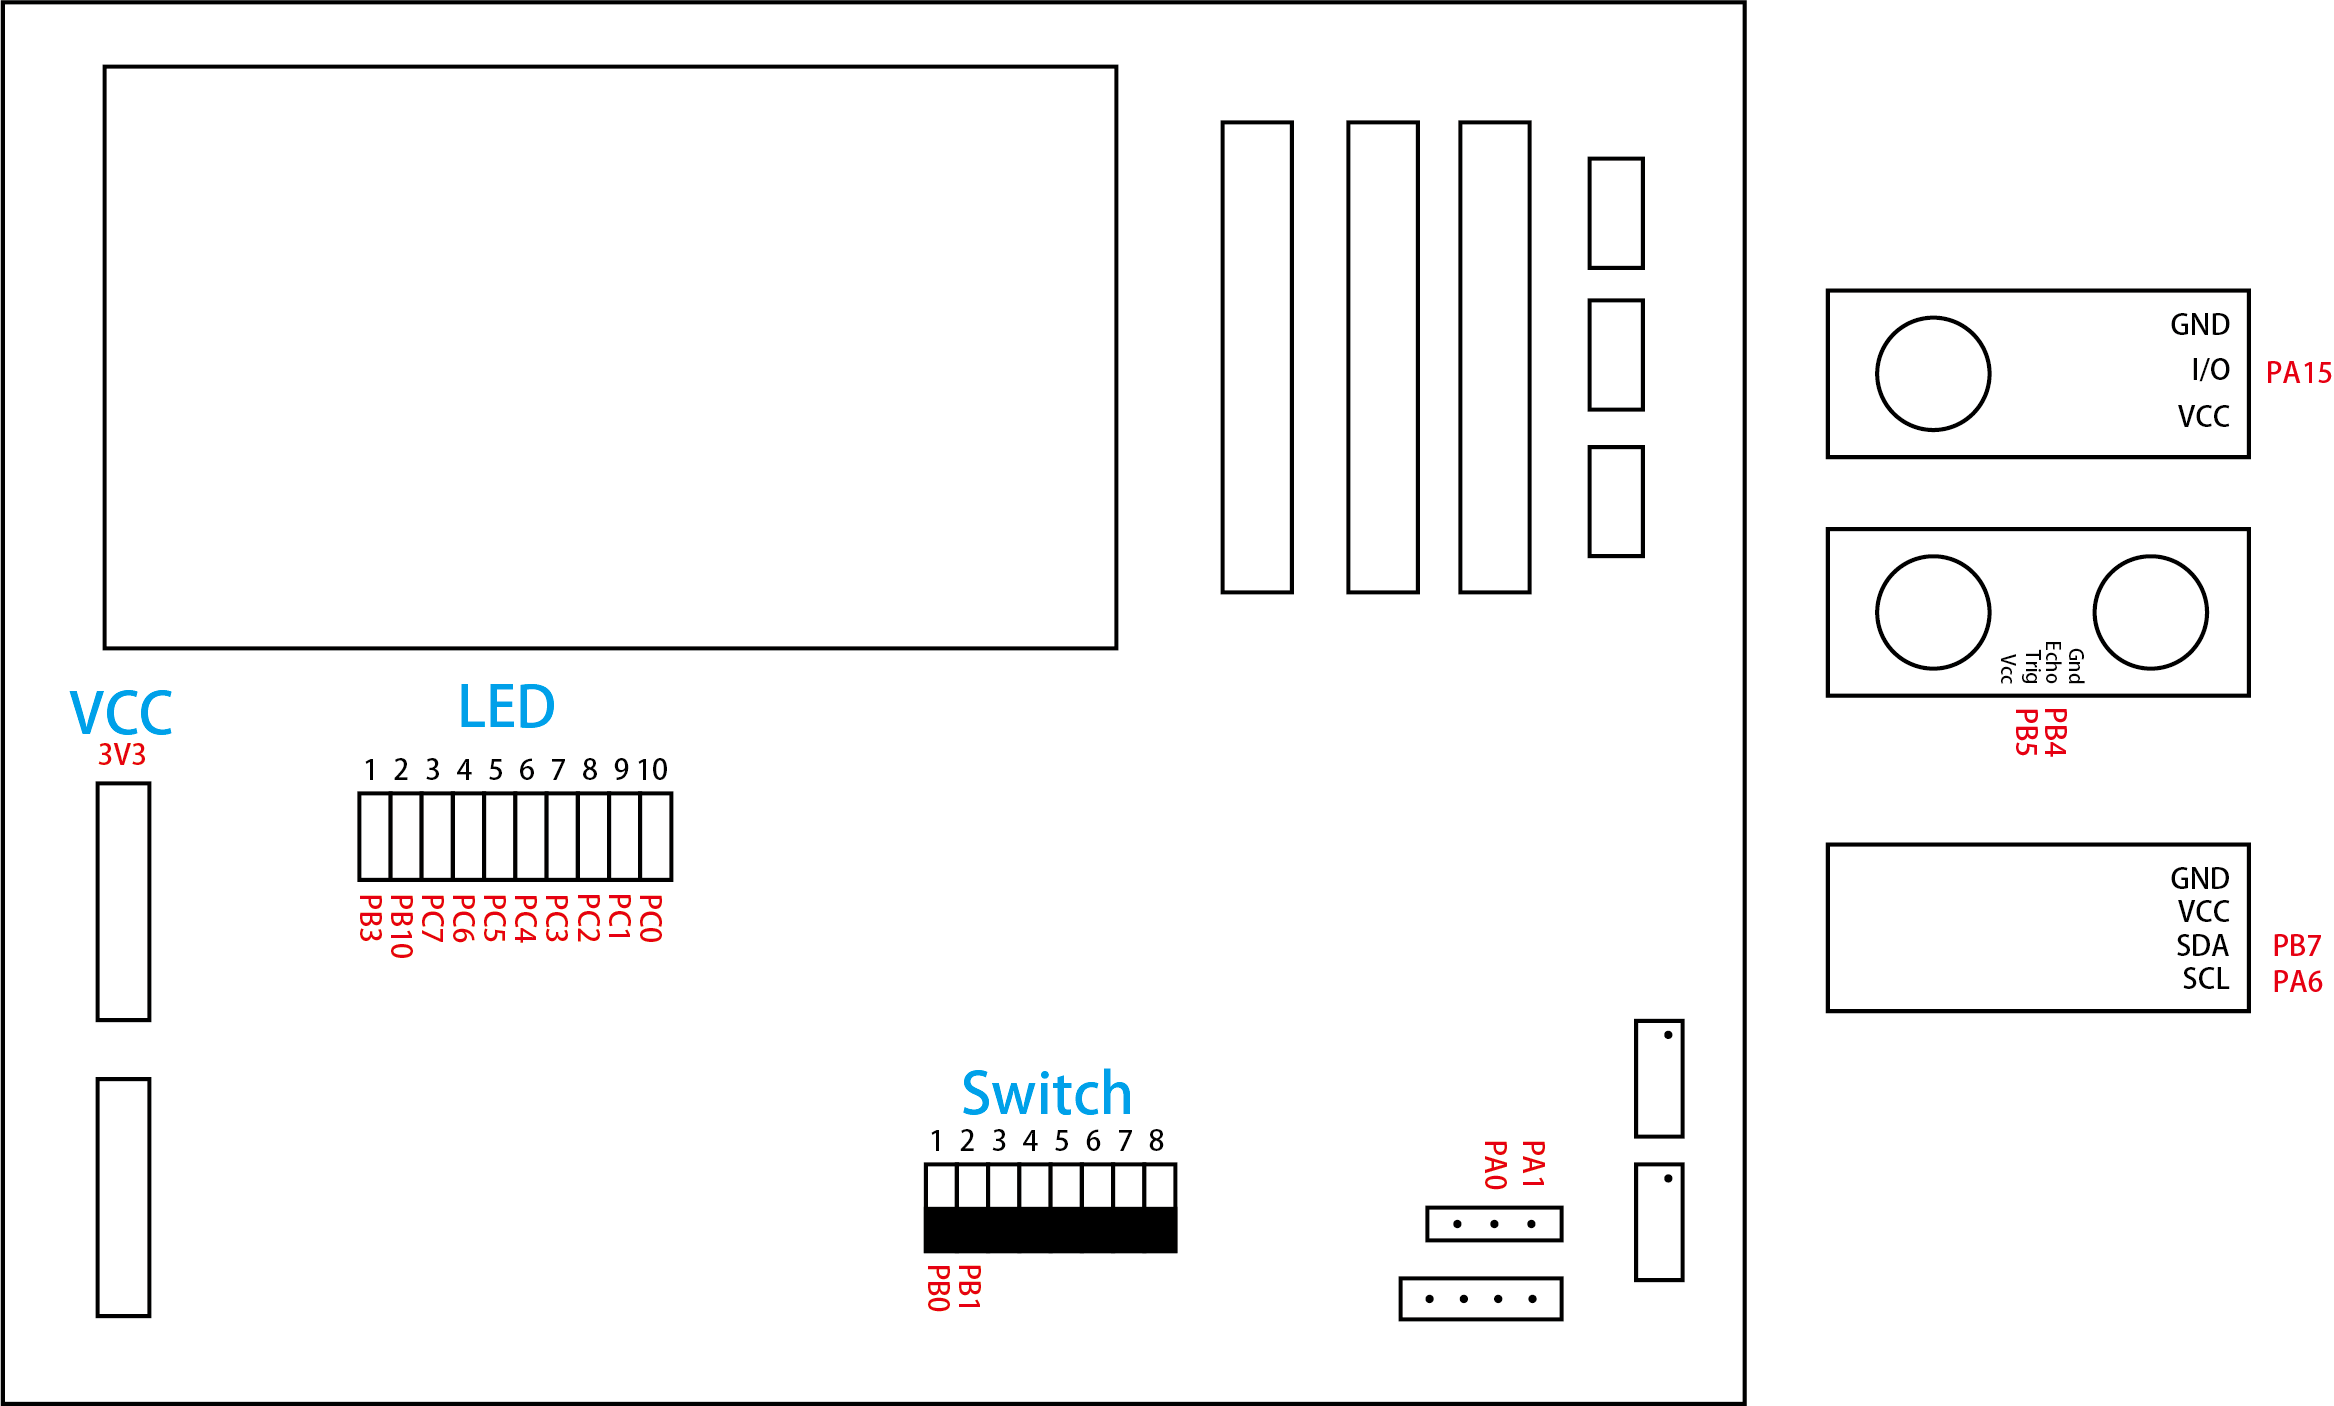 VCC
3V3
LED
1 2 3 4 5 6 7 8 9 10
PB3 PB10 PC7 PC6 PC5 PC4 PC3 PC2 PC1 PC0
Switch
1 2 3 4 5 6 7 8
PB0 PB1
PA0 PA1
GND
I/O PA15
VCC
Vcc Trig Echo Gnd
PB5 PB4
GND
VCC
SDA PB7
SCL PA6